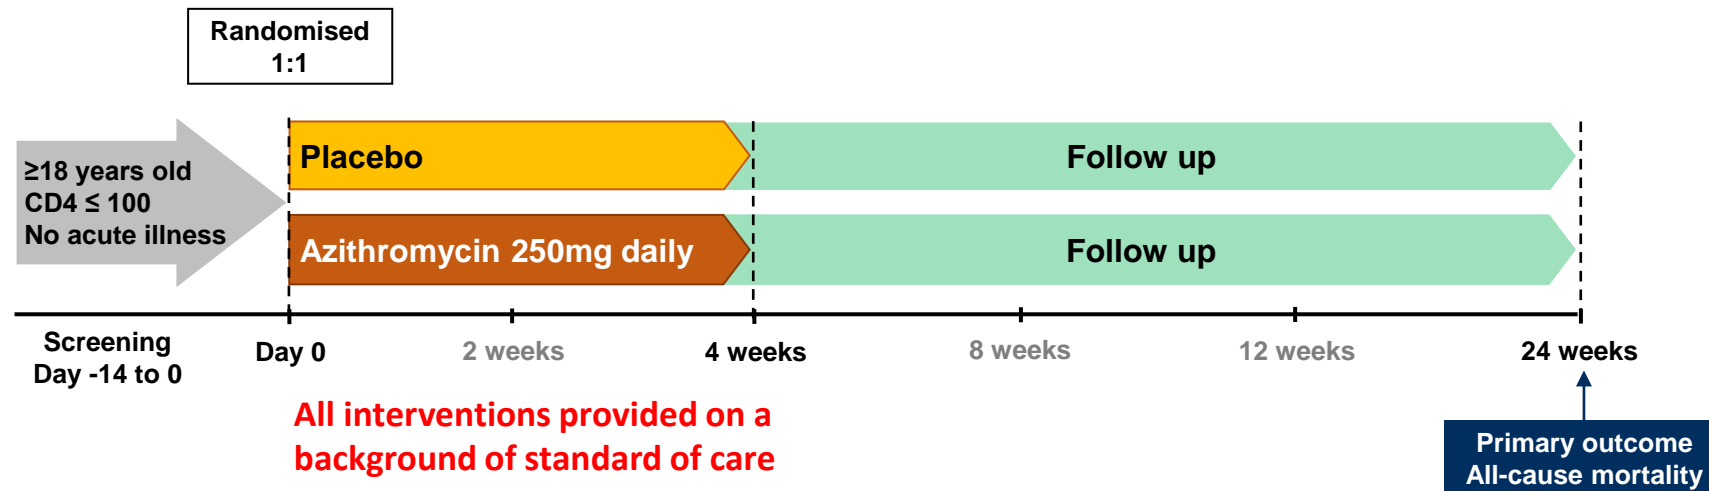 Randomised
1:1
≥18 years old
CD4 ≤ 100
No acute illness
Placebo
Follow up
Azithromycin 250mg daily
Follow up
Screening
Day -14 to 0
Day 0
2 weeks
4 weeks
8 weeks
12 weeks
24 weeks
All interventions provided on a
background of standard of care
Primary outcome
All-cause mortality